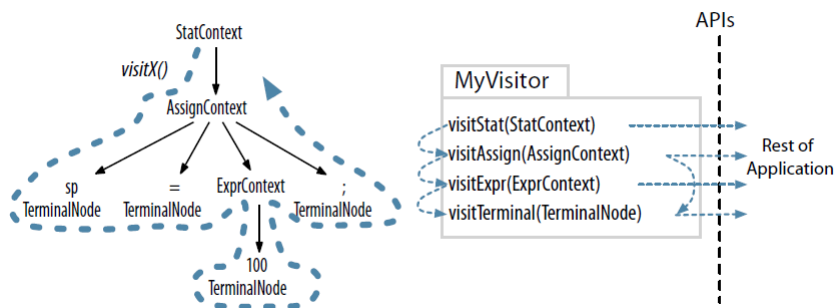 StatContext
visitX()
AssignContext
sp
TerminalNode
=
TerminalNode
ExprContext
;
TerminalNode
100
TerminalNode
APIs
MyVisitor
visitStat(StatContext)
visitAssign(AssignContext)
visitExpr(ExprContext)
visitTerminal(TerminalNode)
Rest of
Application